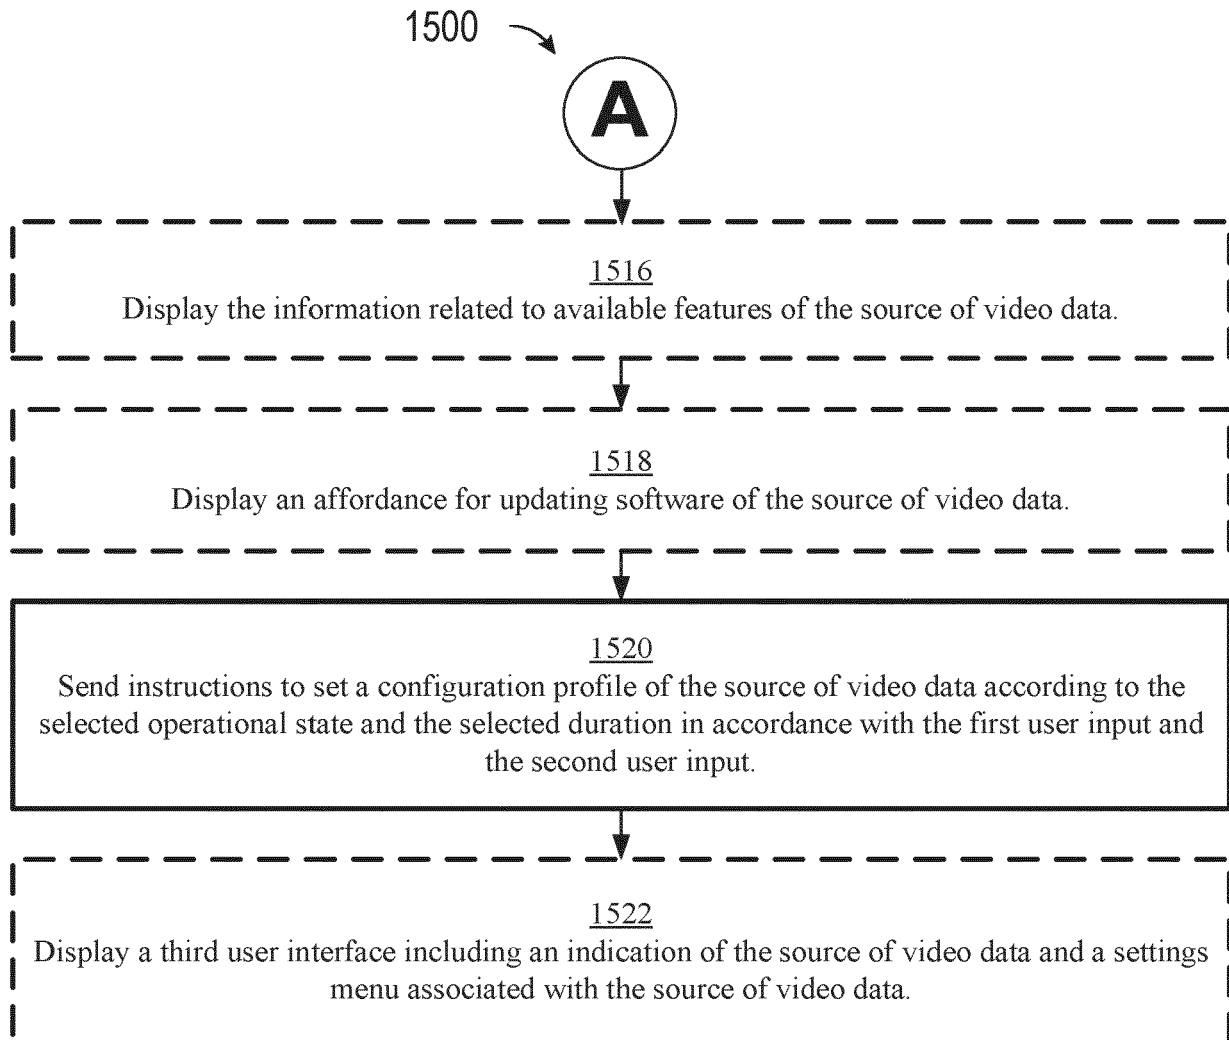 1500
A
1516
Display the information related to available features of the source of video data.
1518
Display an affordance for updating software of the source of video data.
1520
Send instructions to set a configuration profile of the source of video data according to the
selected operational state and the selected duration in accordance with the first user input and
the second user input.
1522
Display a third user interface including an indication of the source of video data and a settings
menu associated with the source of video data.